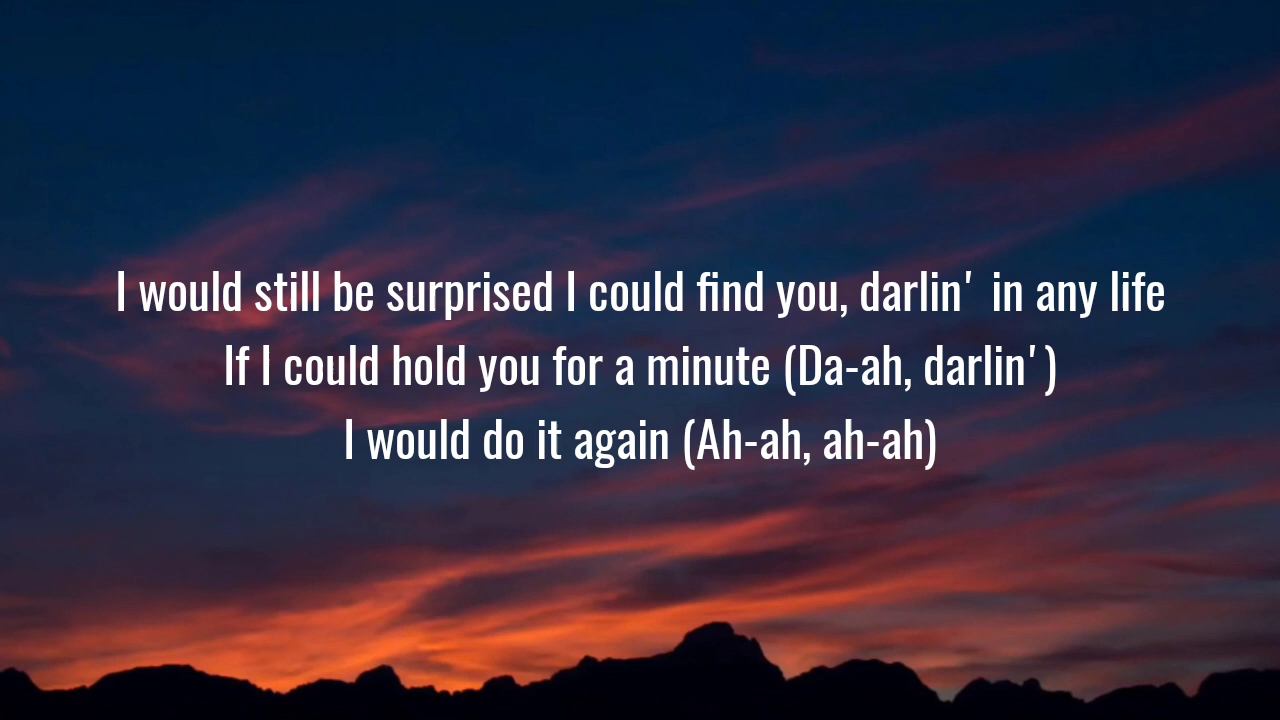 I would still be surprised I could find you, darlin' in any life
If I could hold you for a minute (Da-ah, darlin')
I would do it again (Ah-ah, ah-ah)